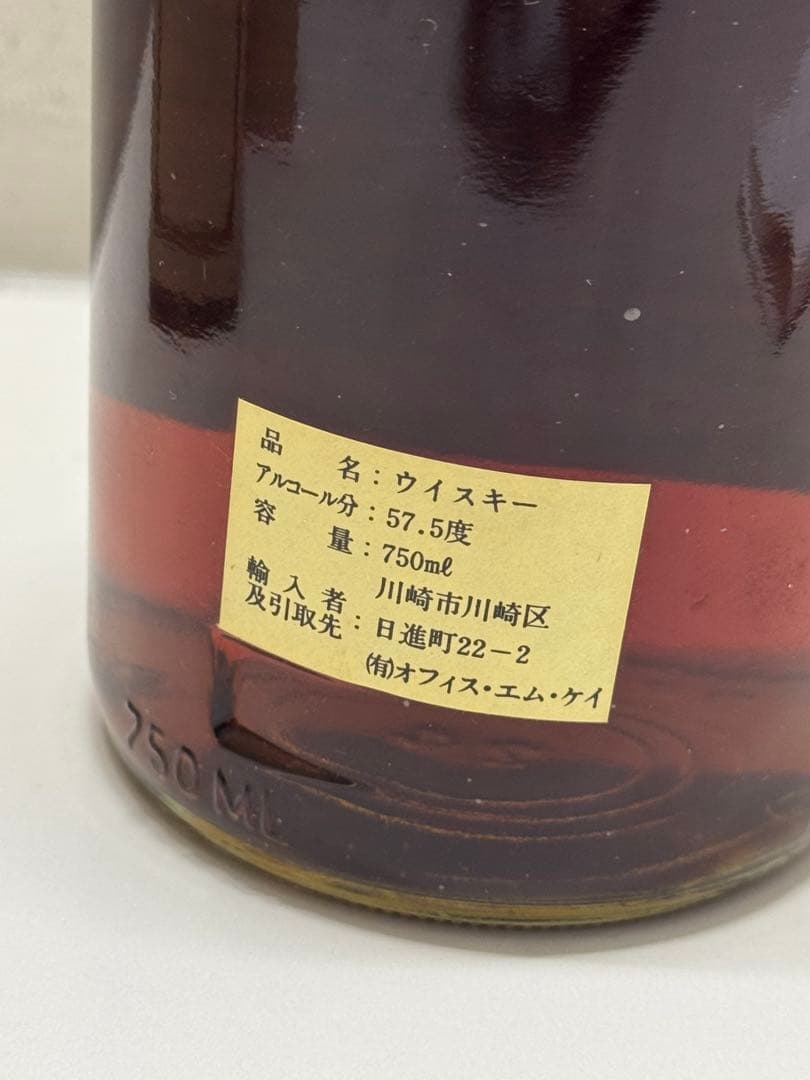 品　　名：ウイスキー
アルコール分：57.5度
容　　量：750mℓ
輸入者　川崎市川崎区
及引取先：日進町22－2
㈲オフィス・エム・ケイ
750 ML